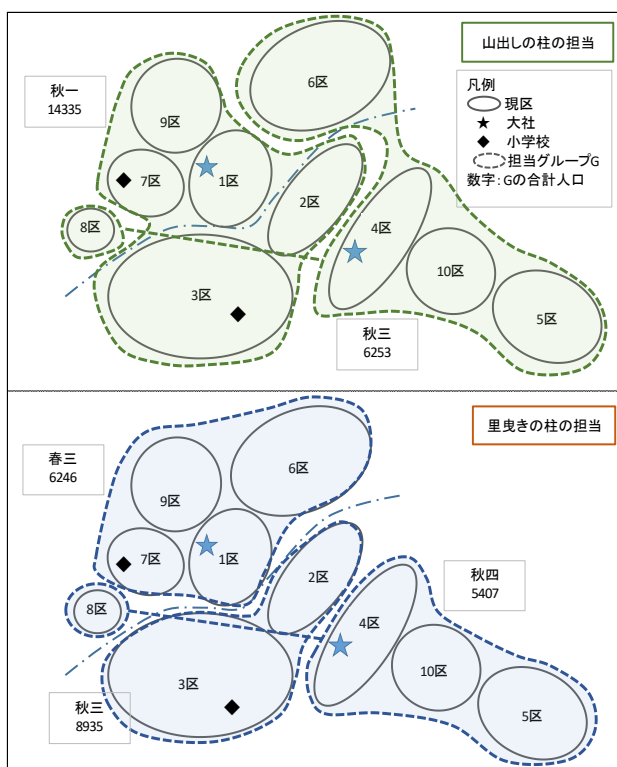 山出しの柱の担当
秋一
14335
凡例
現区
大社
小学校
担当グループG
数字：Gの合計人口
6区
9区
7区
1区
2区
8区
4区
3区
10区
5区
秋三
6253
里曳きの柱の担当
春三
6246
6区
9区
7区
1区
2区
秋四
5407
8区
4区
3区
10区
5区
秋三
8935